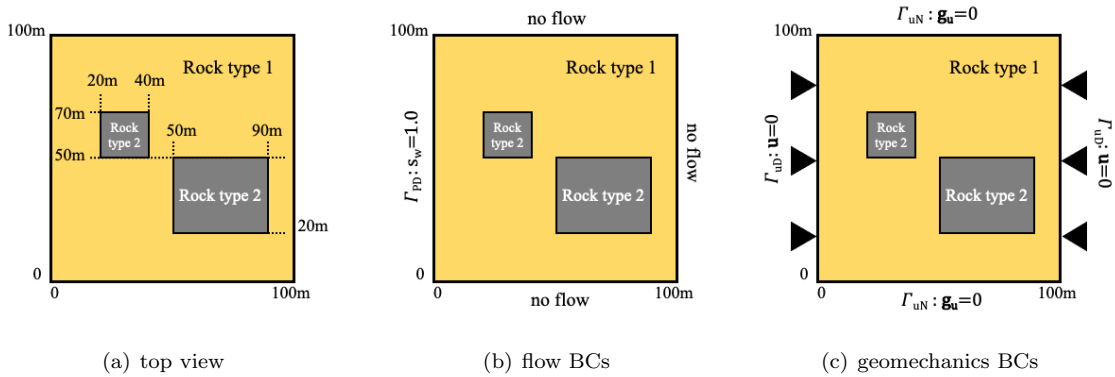 100m
Rock type 1
20m 40m
70m
Rock
type 2
50m
50m 90m
Rock type 2
20m
0
0 100m
(a) top view
no flow
100m
Rock type 1
Γ_PD : s_w=1.0
Rock
type 2
no flow
Rock type 2
0
0 100m
no flow
(b) flow BCs
Γ_uN : g_u=0
100m
Rock type 1
Γ_uD : u=0
Rock
type 2
Γ_uD : u=0
Rock type 2
0
0 100m
Γ_uN : g_u=0
(c) geomechanics BCs